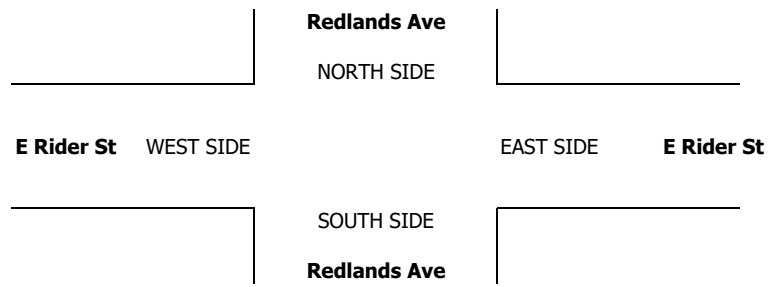 Redlands Ave
NORTH SIDE
E Rider St WEST SIDE EAST SIDE E Rider St
SOUTH SIDE
Redlands Ave